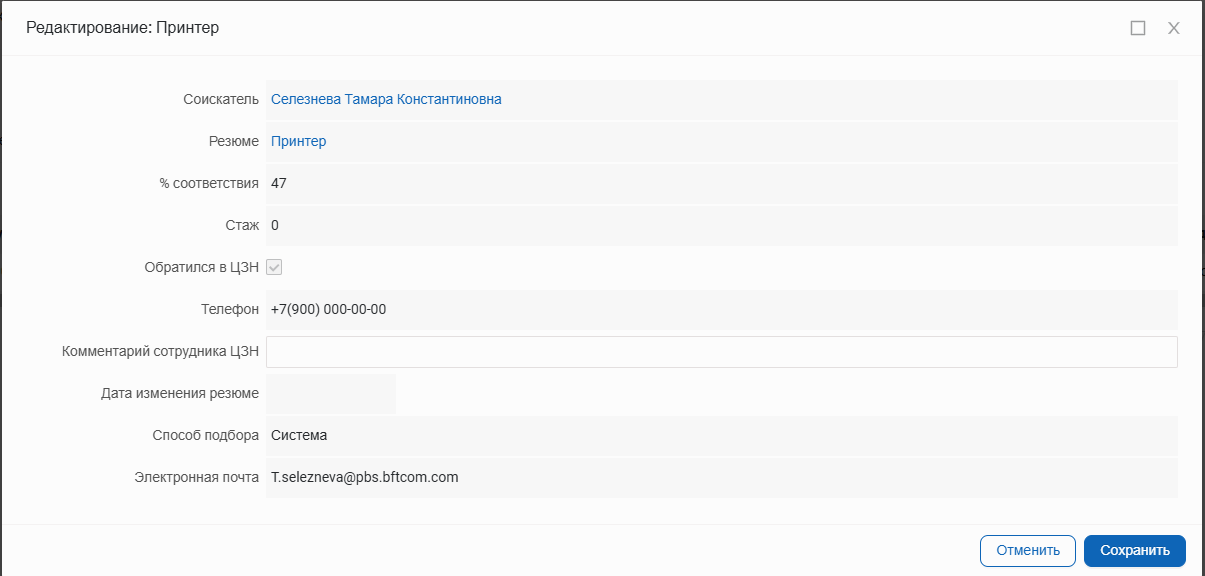 Редактирование: Принтер
Соискатель Селезнева Тамара Константиновна
Резюме Принтер
% соответствия 47
Стаж 0
Обратился в ЦЗН
Телефон +7(900) 000-00-00
Комментарий сотрудника ЦЗН
Дата изменения резюме
Способ подбора Система
Электронная почта T.selezneva@pbs.bftcom.com
Отменить Сохранить